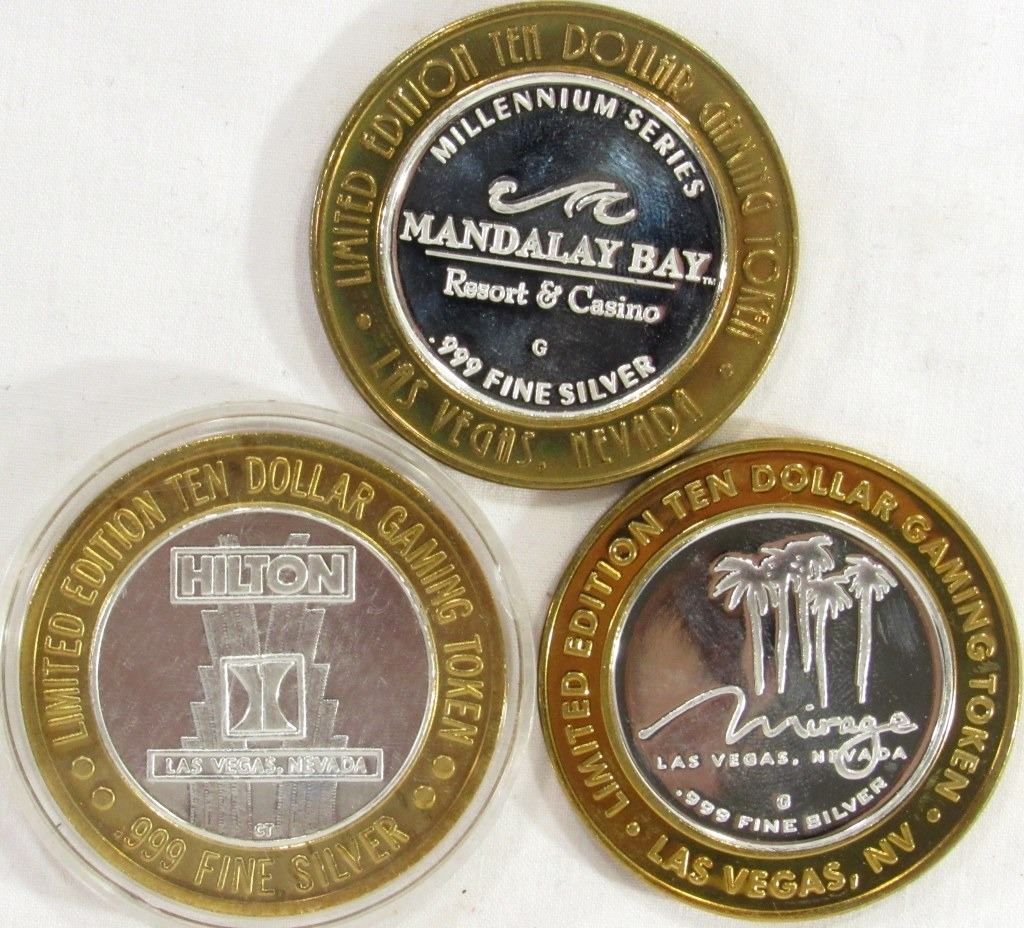 LIMITED EDITION TEN DOLLAR GAMING TOKEN
MILLENNIUM SERIES
MANDALAY BAY™
Resort & Casino
G
.999 FINE SILVER
• LAS VEGAS, NEVADA •
LIMITED EDITION TEN DOLLAR GAMING TOKEN
HILTON
LAS VEGAS, NEVADA
CT
.999 FINE SILVER
LIMITED EDITION TEN DOLLAR GAMING TOKEN
Mirage
LAS VEGAS, NEVADA
G
.999 FINE SILVER
• LAS VEGAS, NV •